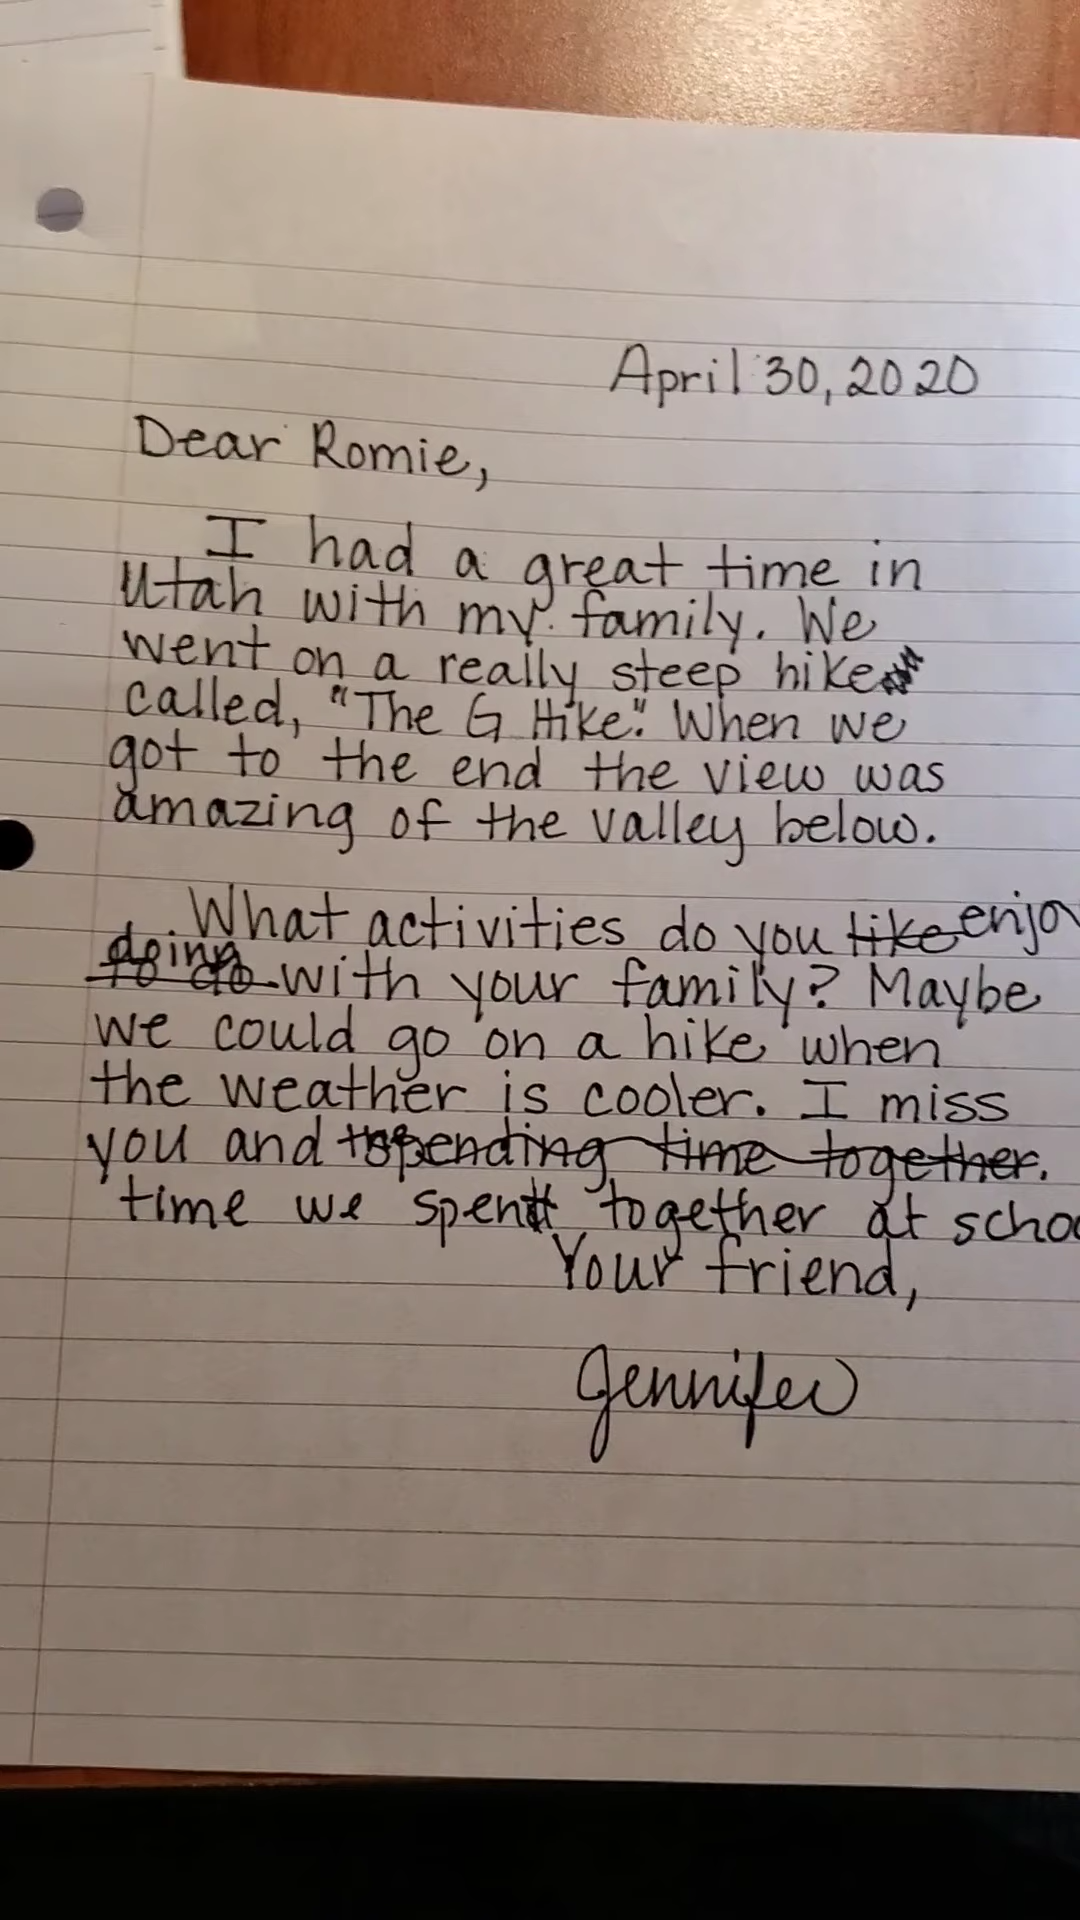 April 30, 2020
Dear Romie,
I had a great time in
Utah with my family. We
went on a really steep hike
called, "The G Hike." When we
got to the end the view was
amazing of the valley below.
What activities do you like enjoy
doing
to do with your family? Maybe
we could go on a hike when
the weather is cooler. I miss
you and spending time together.
time we spent together at scho
Your friend,
Jennifer